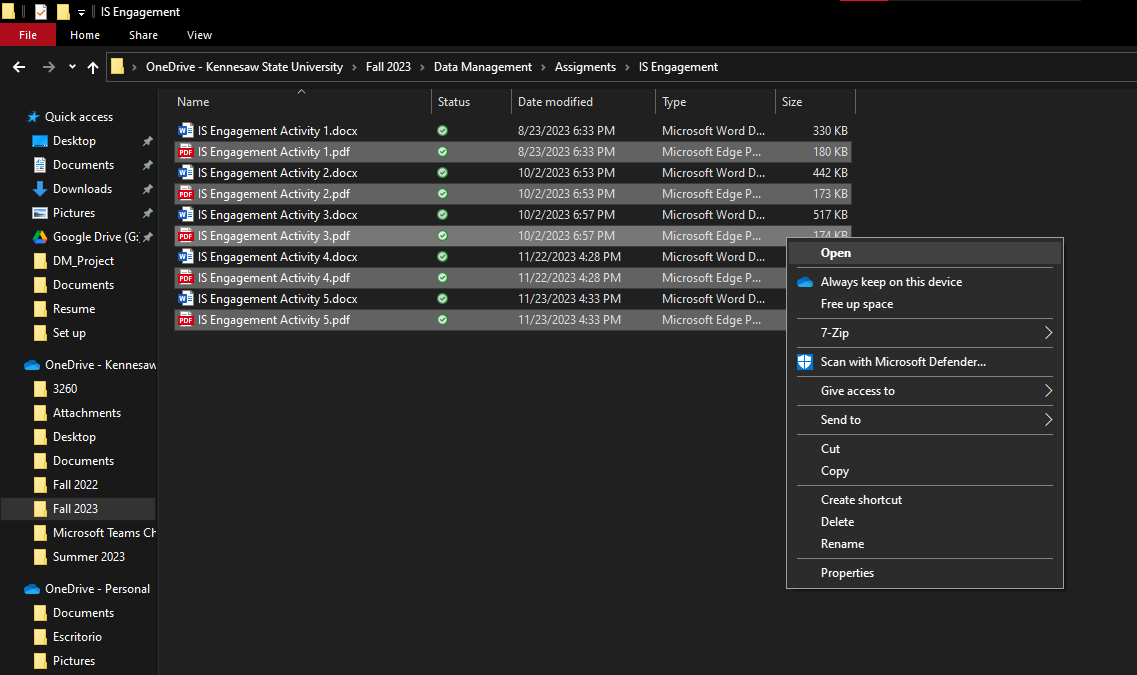 IS Engagement
File Home Share View
OneDrive - Kennesaw State University Fall 2023 Data Management Assigments IS Engagement
Name Status Date modified Type Size
Quick access
Desktop
Documents
Downloads
Pictures
Google Drive (G:
DM_Project
Documents
Resume
Set up
OneDrive - Kennesaw
3260
Attachments
Desktop
Documents
Fall 2022
Fall 2023
Microsoft Teams Ch
Summer 2023
OneDrive - Personal
Documents
Escritorio
Pictures
IS Engagement Activity 1.docx 8/23/2023 6:33 PM Microsoft Word D... 330 KB
PDF IS Engagement Activity 1.pdf 8/23/2023 6:33 PM Microsoft Edge P... 180 KB
IS Engagement Activity 2.docx 10/2/2023 6:53 PM Microsoft Word D... 442 KB
PDF IS Engagement Activity 2.pdf 10/2/2023 6:53 PM Microsoft Edge P... 173 KB
IS Engagement Activity 3.docx 10/2/2023 6:57 PM Microsoft Word D... 517 KB
PDF IS Engagement Activity 3.pdf 10/2/2023 6:57 PM Microsoft Edge P... 174 KB
IS Engagement Activity 4.docx 11/22/2023 4:28 PM Microsoft Word D...
PDF IS Engagement Activity 4.pdf 11/22/2023 4:28 PM Microsoft Edge P...
IS Engagement Activity 5.docx 11/23/2023 4:33 PM Microsoft Word D...
PDF IS Engagement Activity 5.pdf 11/23/2023 4:33 PM Microsoft Edge P...
Open
Always keep on this device
Free up space
7-Zip
Scan with Microsoft Defender...
Give access to
Send to
Cut
Copy
Create shortcut
Delete
Rename
Properties